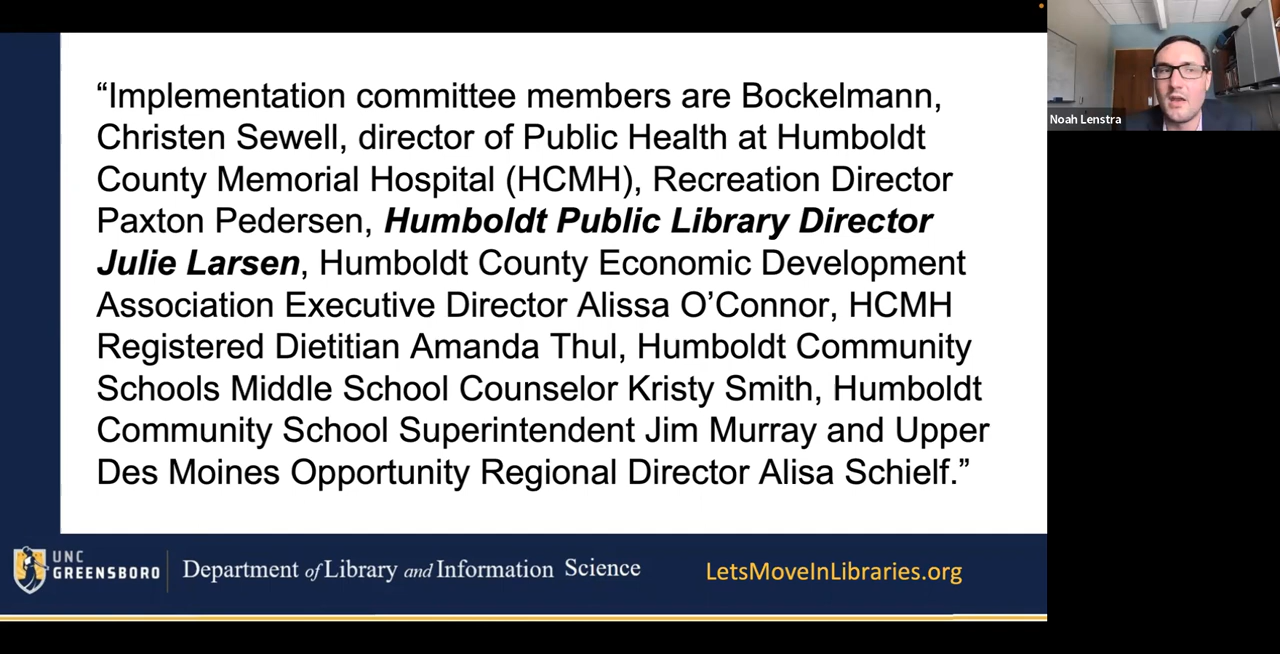 “Implementation committee members are Bockelmann,
Christen Sewell, director of Public Health at Humboldt
County Memorial Hospital (HCMH), Recreation Director
Paxton Pedersen, Humboldt Public Library Director
Julie Larsen, Humboldt County Economic Development
Association Executive Director Alissa O’Connor, HCMH
Registered Dietitian Amanda Thul, Humboldt Community
Schools Middle School Counselor Kristy Smith, Humboldt
Community School Superintendent Jim Murray and Upper
Des Moines Opportunity Regional Director Alisa Schielf.”
Noah Lenstra
UNC
GREENSBORO
Department of Library and Information Science
LetsMoveInLibraries.org